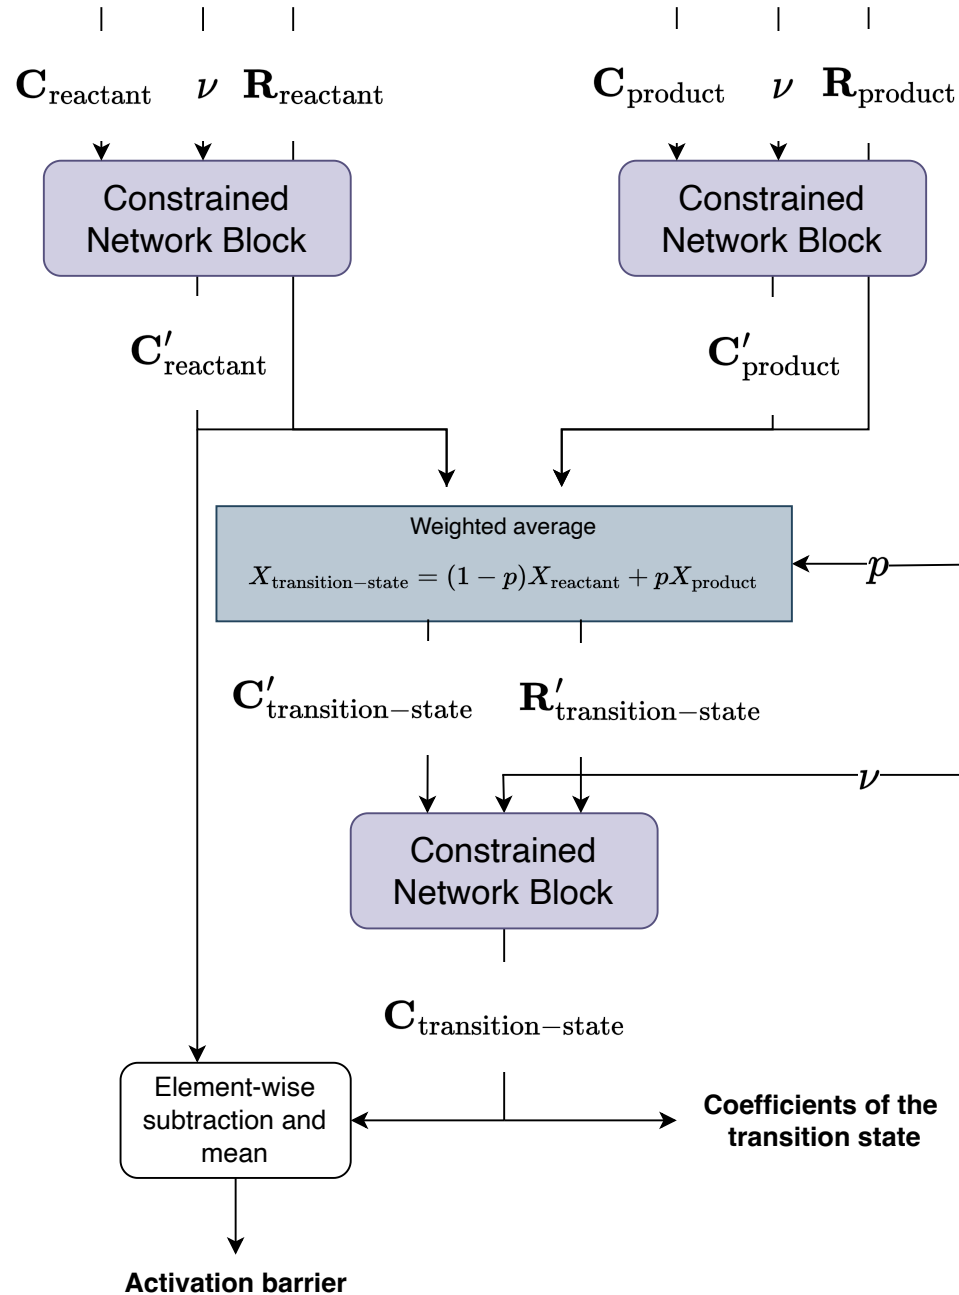 C_reactant ν R_reactant
C_product ν R_product
Constrained
Network Block
Constrained
Network Block
C′_reactant
C′_product
Weighted average
X_transition−state = (1 − p)X_reactant + pX_product
p
C′_transition−state R′_transition−state
ν
Constrained
Network Block
C_transition−state
Element-wise
subtraction and
mean
Coefficients of the
transition state
Activation barrier